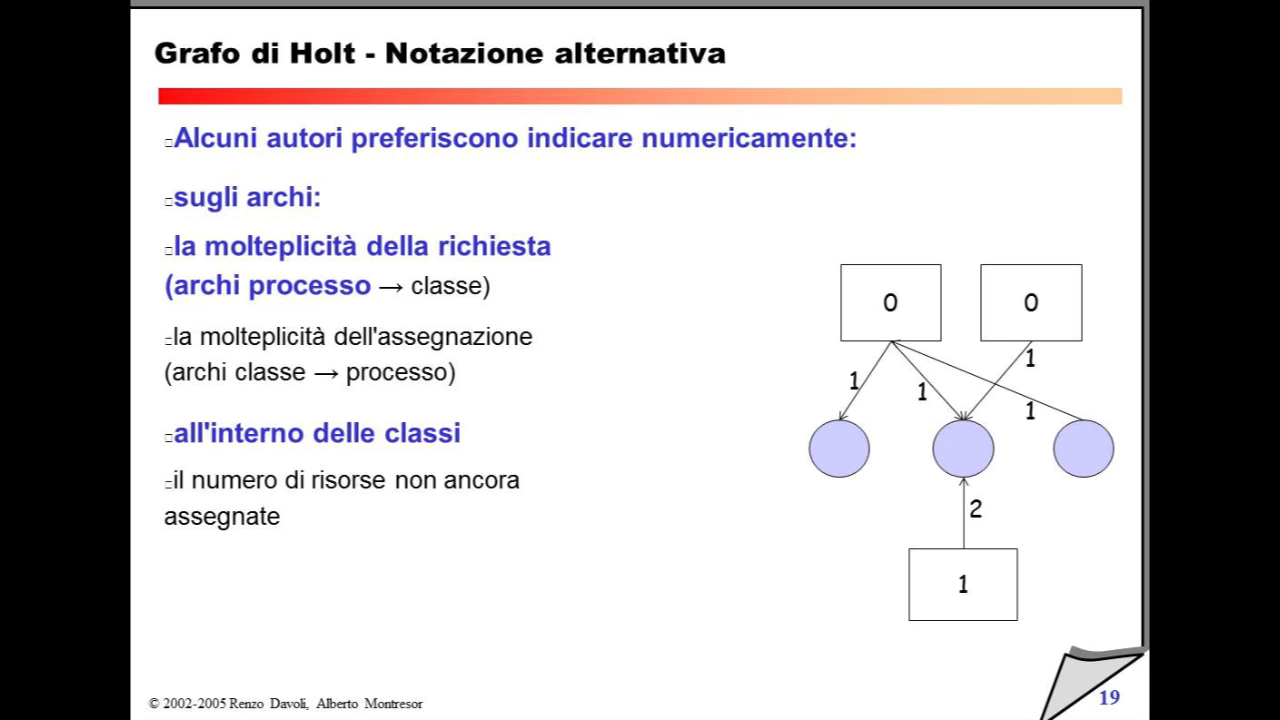 Grafo di Holt - Notazione alternativa
Alcuni autori preferiscono indicare numericamente:
sugli archi:
la molteplicità della richiesta
(archi processo → classe)
la molteplicità dell'assegnazione
(archi classe → processo)
all'interno delle classi
il numero di risorse non ancora
assegnate
0 0
1
1
1
1
2
1
© 2002-2005 Renzo Davoli, Alberto Montresor
19